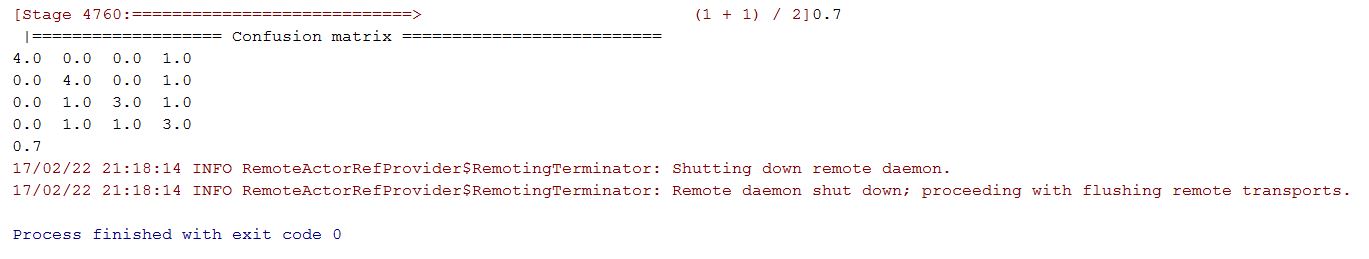 [Stage 4760:============================>                           (1 + 1) / 2]0.7
 |=================== Confusion matrix ==========================
4.0  0.0  0.0  1.0
0.0  4.0  0.0  1.0
0.0  1.0  3.0  1.0
0.0  1.0  1.0  3.0
0.7
17/02/22 21:18:14 INFO RemoteActorRefProvider$RemotingTerminator: Shutting down remote daemon.
17/02/22 21:18:14 INFO RemoteActorRefProvider$RemotingTerminator: Remote daemon shut down; proceeding with flushing remote transports.
Process finished with exit code 0